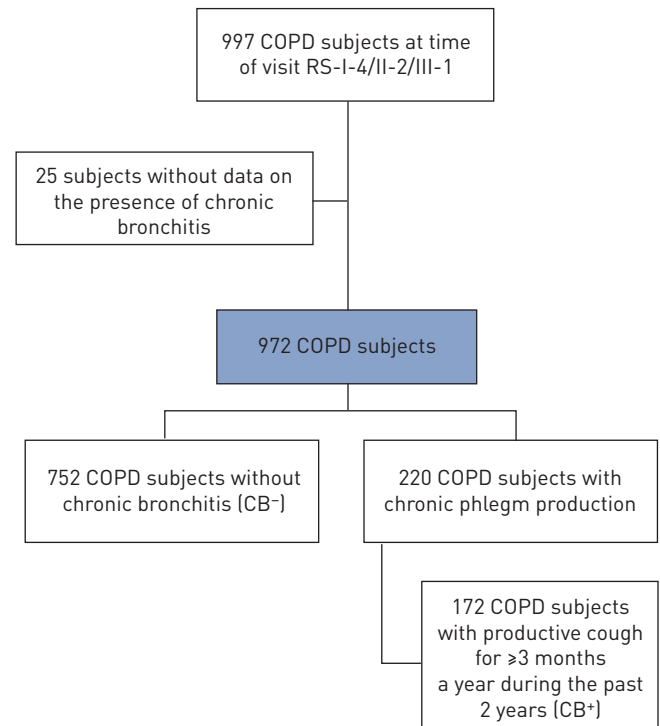 997 COPD subjects at time
of visit RS-I-4/II-2/III-1
25 subjects without data on
the presence of chronic
bronchitis
972 COPD subjects
752 COPD subjects without
chronic bronchitis (CB⁻)
220 COPD subjects with
chronic phlegm production
172 COPD subjects
with productive cough
for ⩾3 months
a year during the past
2 years (CB⁺)